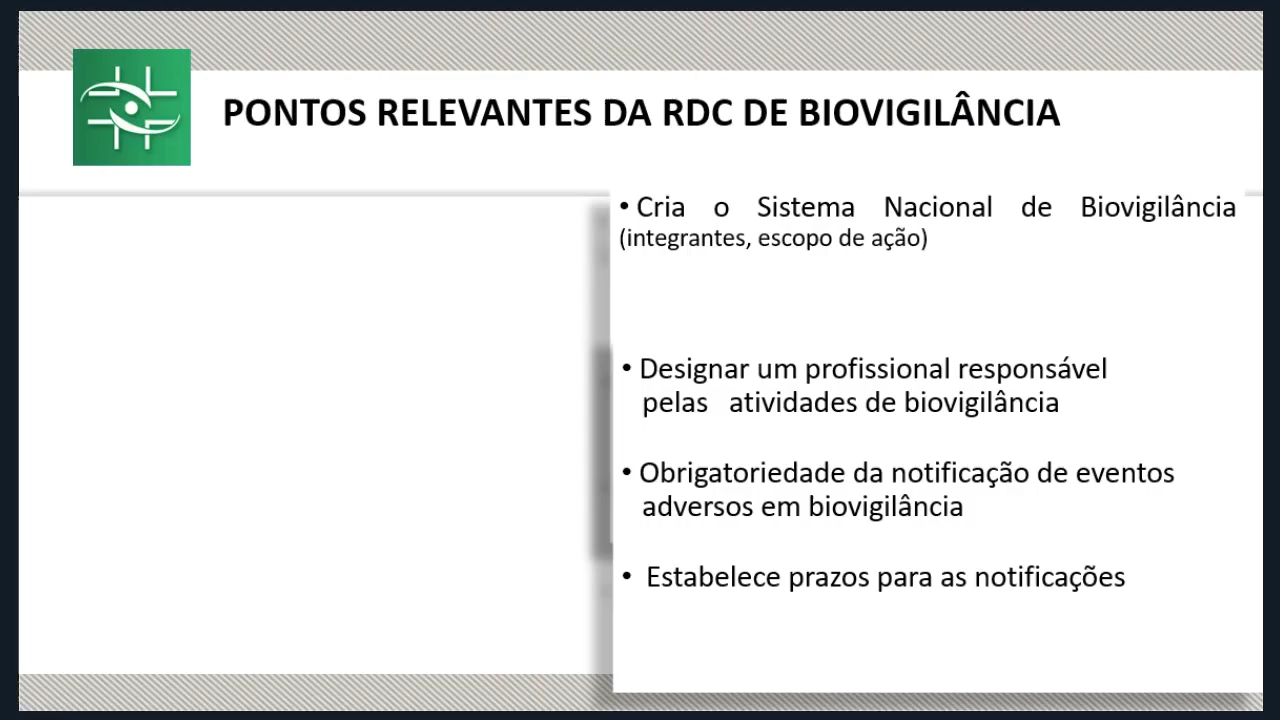 PONTOS RELEVANTES DA RDC DE BIOVIGILÂNCIA
• Cria o Sistema Nacional de Biovigilância
(integrantes, escopo de ação)
• Designar um profissional responsável
pelas atividades de biovigilância
• Obrigatoriedade da notificação de eventos
adversos em biovigilância
• Estabelece prazos para as notificações